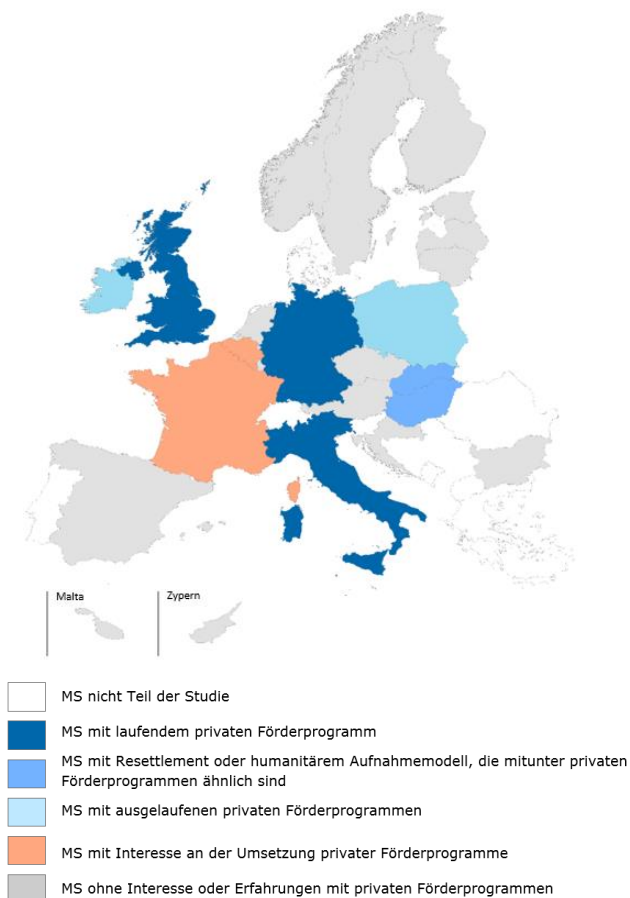 Malta
Zypern
MS nicht Teil der Studie
MS mit laufendem privaten Förderprogramm
MS mit Resettlement oder humanitärem Aufnahmemodell, die mitunter privaten
Förderprogrammen ähnlich sind
MS mit ausgelaufenen privaten Förderprogrammen
MS mit Interesse an der Umsetzung privater Förderprogramme
MS ohne Interesse oder Erfahrungen mit privaten Förderprogrammen